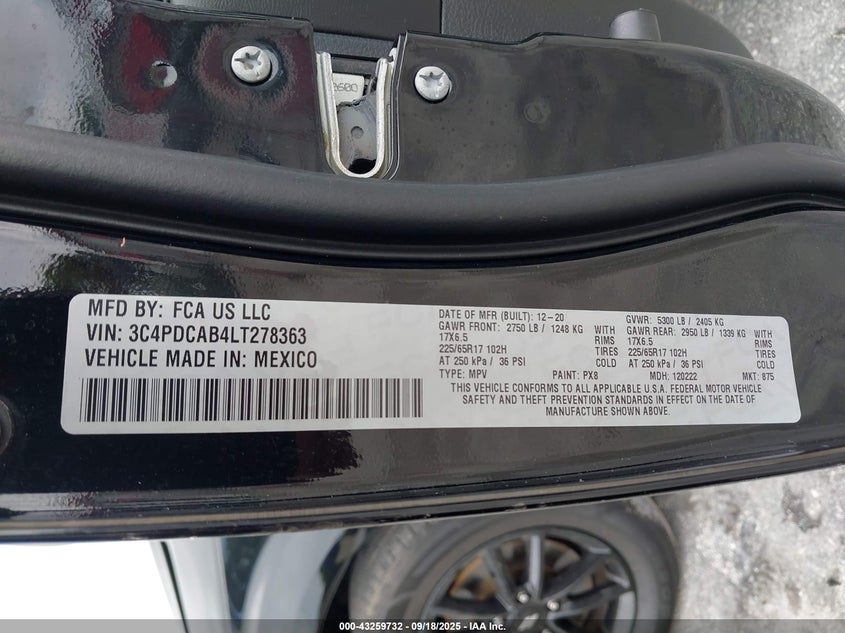 MFD BY: FCA US LLC
VIN: 3C4PDCAB4LT278363
VEHICLE MADE IN: MEXICO
DATE OF MFR (BUILT): 12-20
GVWR: 5300 LB / 2405 KG
GAWR FRONT: 2750 LB / 1248 KG WITH
GAWR REAR: 2950 LB / 1339 KG WITH
17X6.5 RIMS 17X6.5 RIMS
225/65R17 102H TIRES 225/65R17 102H TIRES
AT 250 kPa / 36 PSI COLD AT 250 kPa / 36 PSI COLD
TYPE: MPV PAINT: PX8 MDH: 120222 MKT: 875
THIS VEHICLE CONFORMS TO ALL APPLICABLE U.S.A. FEDERAL MOTOR VEHICLE
SAFETY AND THEFT PREVENTION STANDARDS IN EFFECT ON THE DATE OF
MANUFACTURE SHOWN ABOVE.
000-43259732 - 09/18/2025 - IAA Inc.